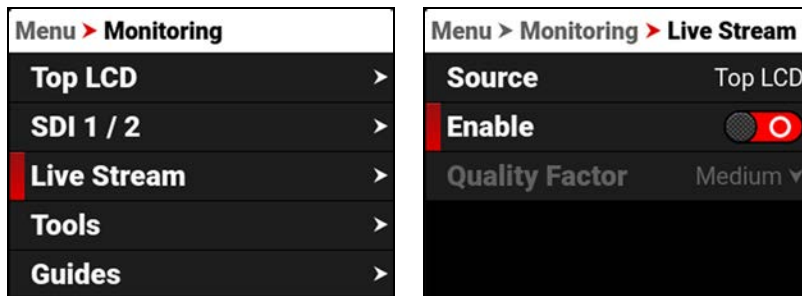 Menu > Monitoring
Top LCD
SDI 1 / 2
Live Stream
Tools
Guides
Menu > Monitoring > Live Stream
Source Top LCD
Enable
Quality Factor Medium